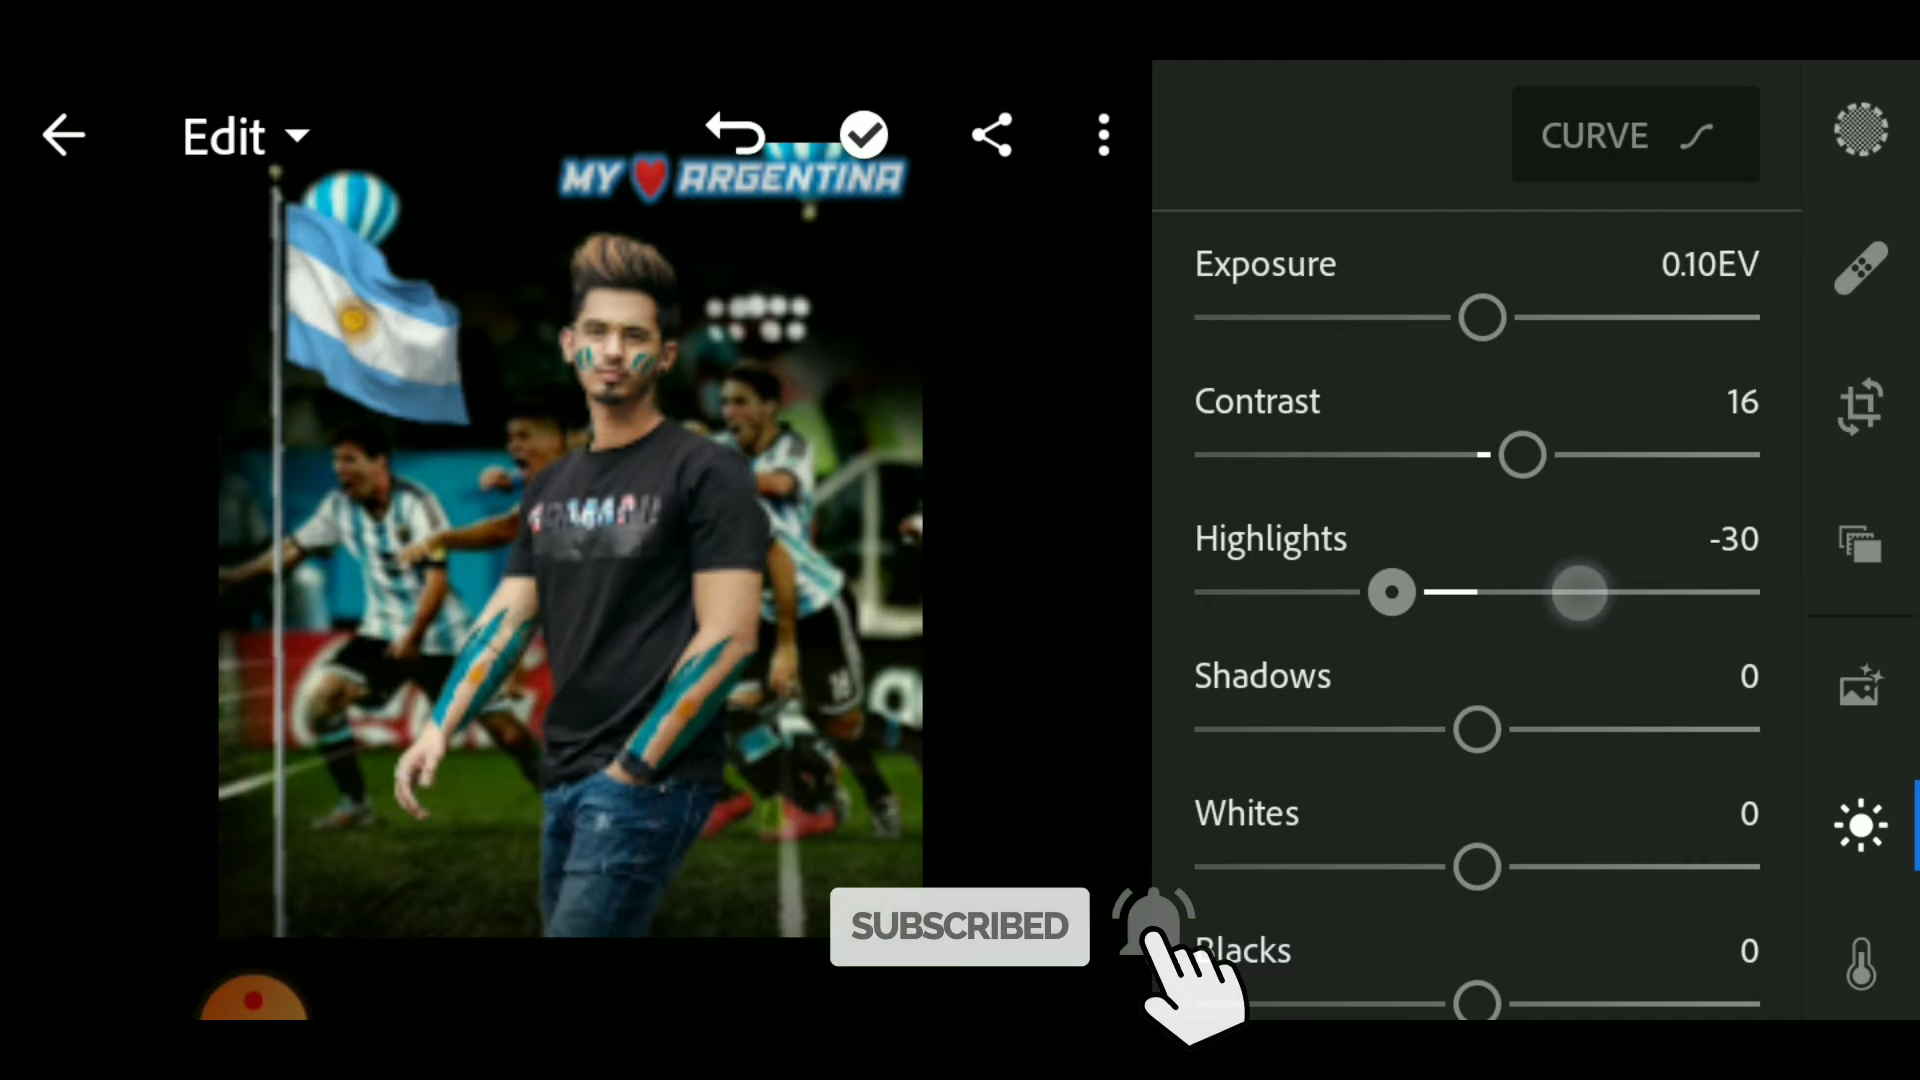 Edit
MY ARGENTINA
CURVE
Exposure 0.10EV
Contrast 16
Highlights -30
Shadows 0
Whites 0
Blacks 0
SUBSCRIBED